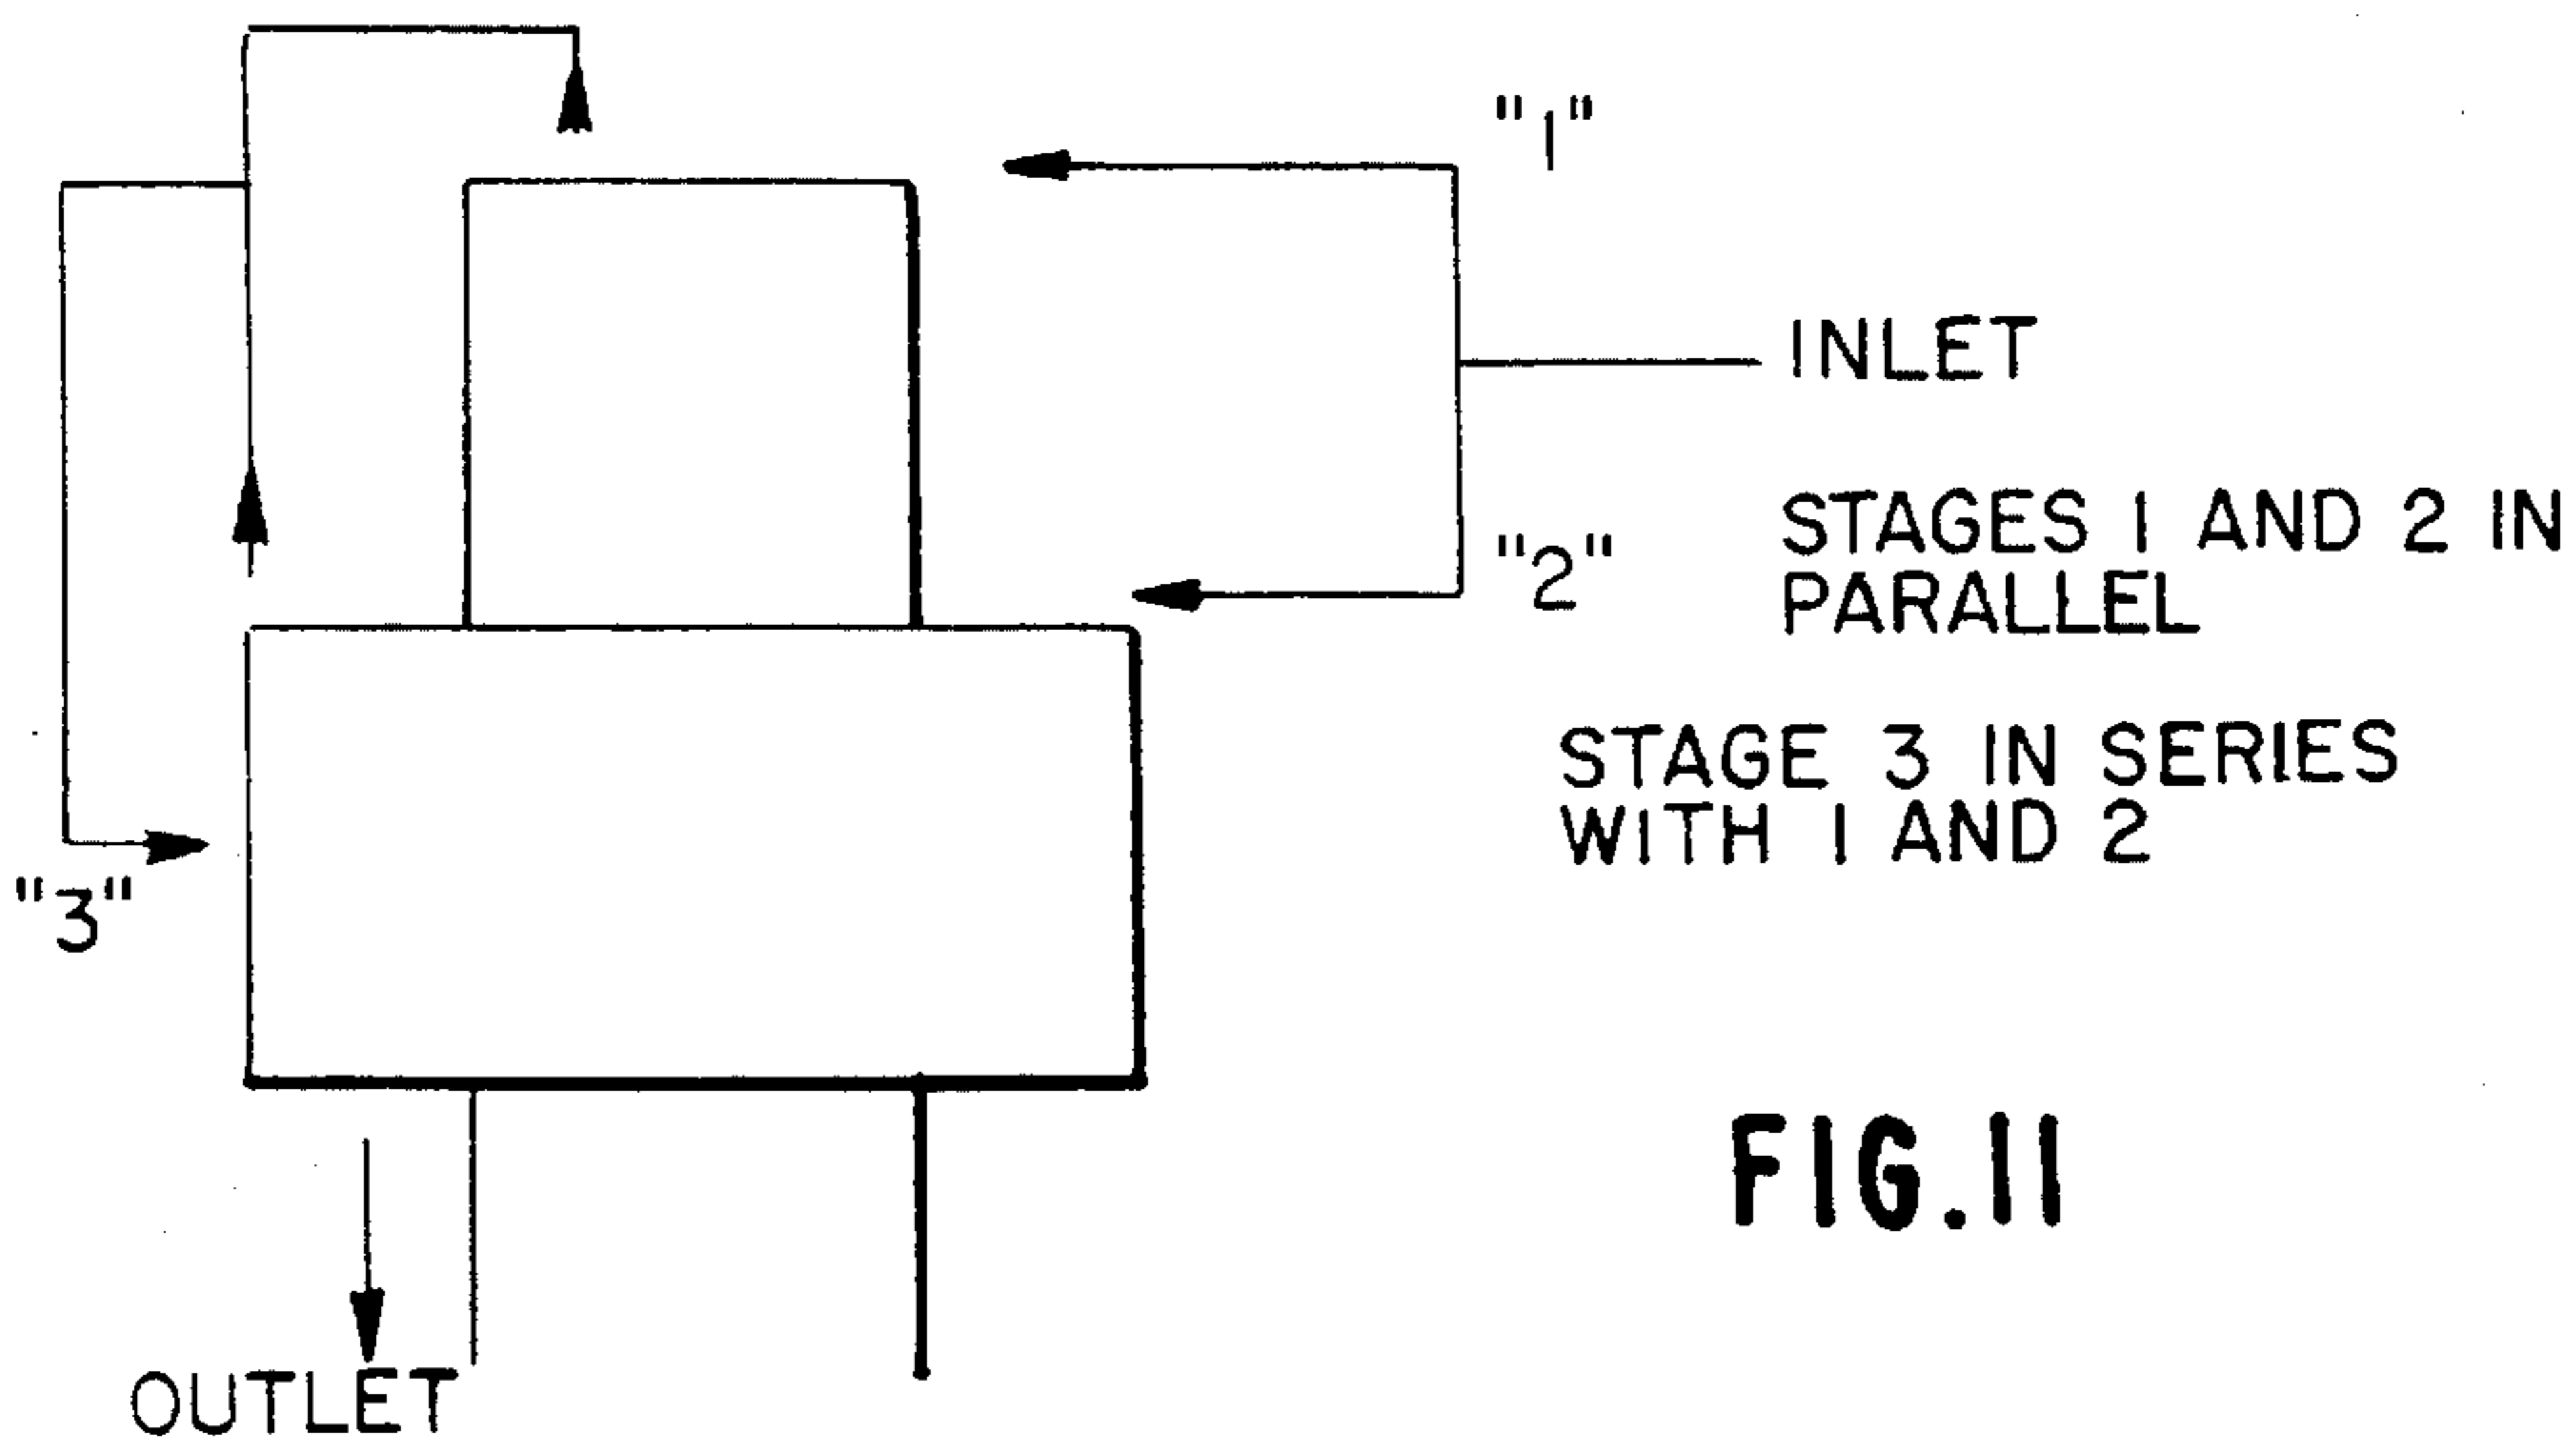 "1"
INLET
STAGES 1 AND 2 IN
PARALLEL
"2"
STAGE 3 IN SERIES
WITH 1 AND 2
"3"
FIG.11
OUTLET